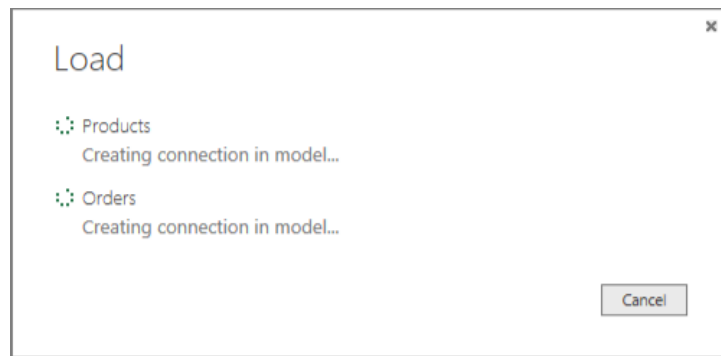 Load
Products
Creating connection in model...
Orders
Creating connection in model...
Cancel